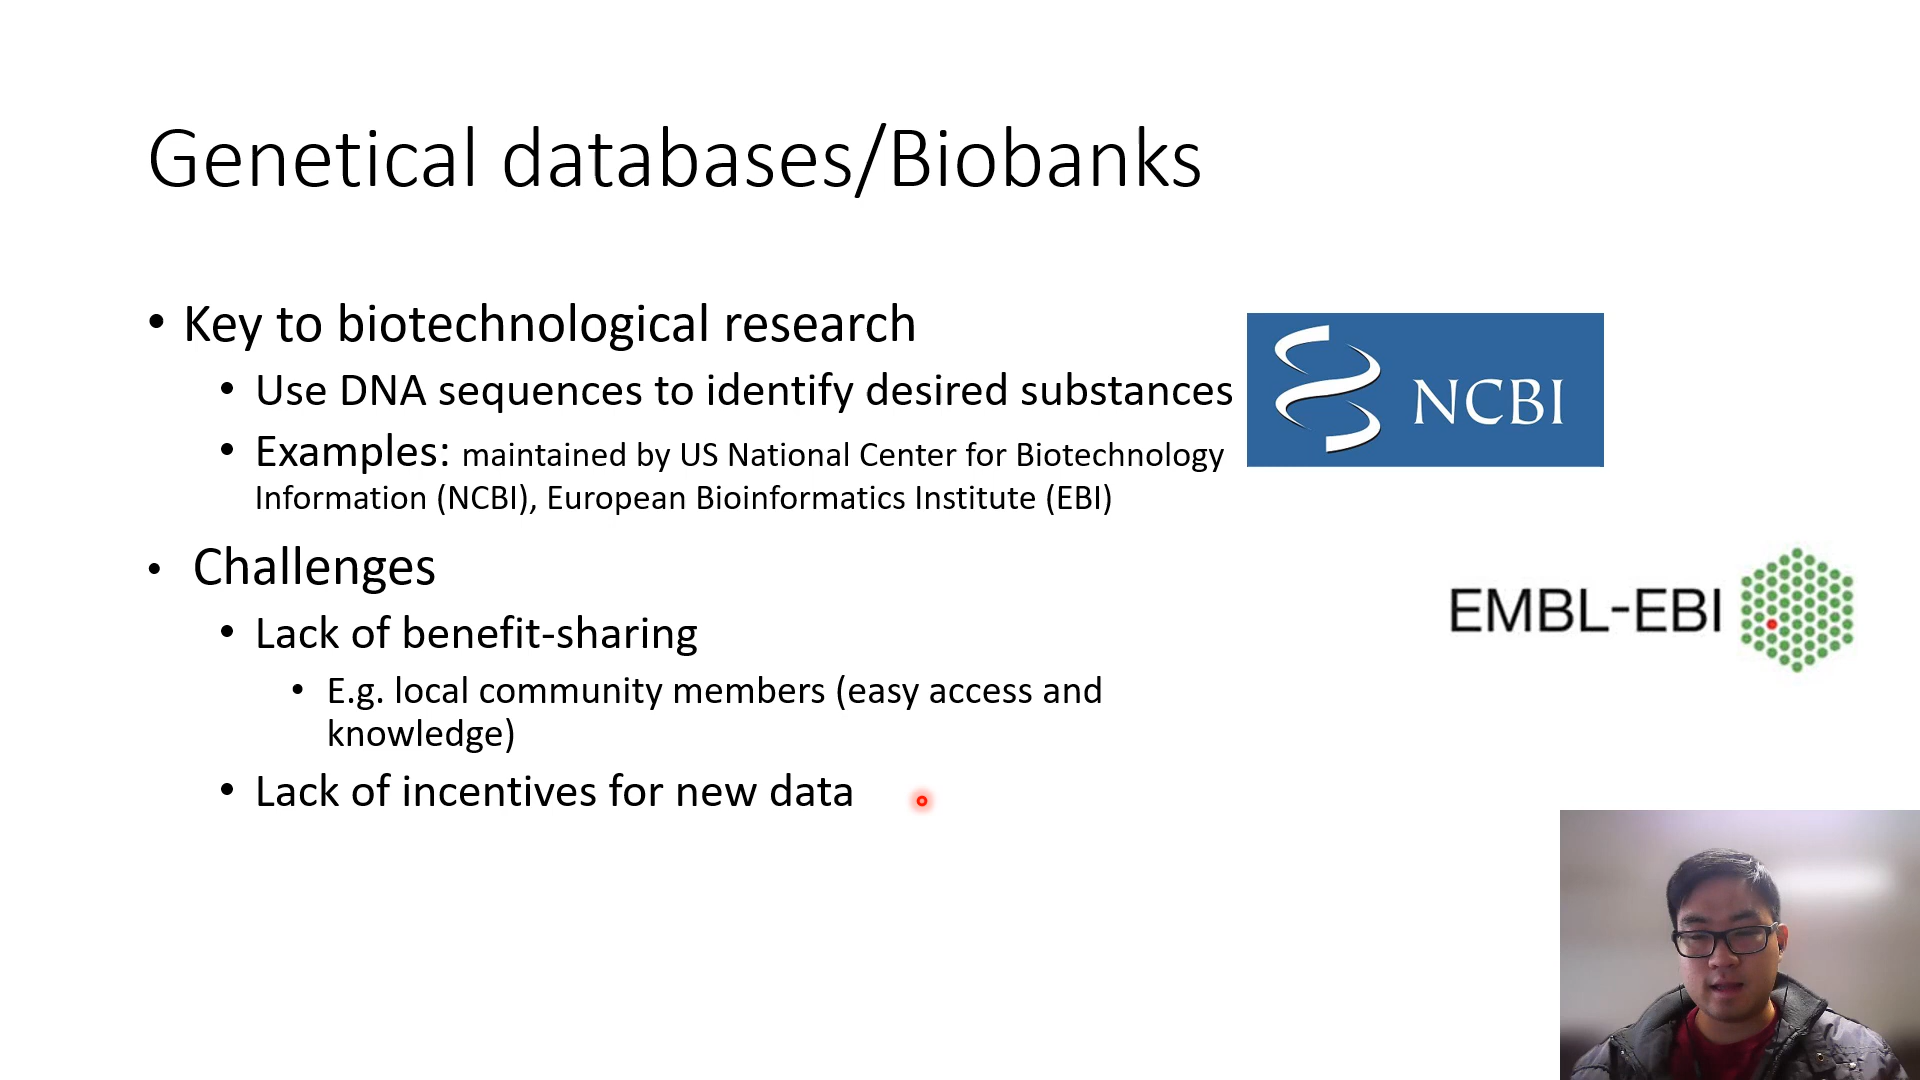 Genetical databases/Biobanks
• Key to biotechnological research
• Use DNA sequences to identify desired substances
• Examples: maintained by US National Center for Biotechnology
Information (NCBI), European Bioinformatics Institute (EBI)
NCBI
• Challenges
• Lack of benefit-sharing
• E.g. local community members (easy access and
knowledge)
• Lack of incentives for new data
EMBL-EBI